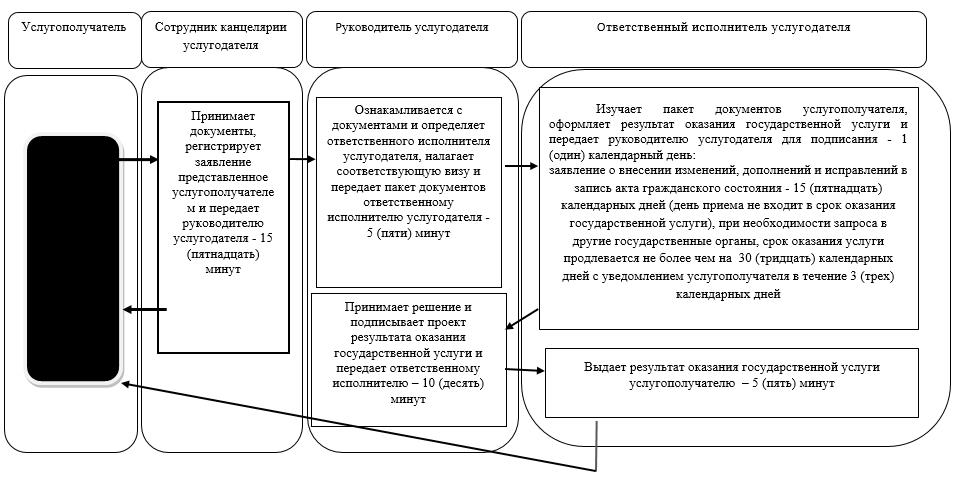 Услугополучатель
Сотрудник канцелярии
услугодателя
Руководитель услугодателя
Ответственный исполнитель услугодателя
Принимает
документы,
регистрирует
заявление
представленное
услугополучателе
м и передает
руководителю
услугодателя - 15
(пятнадцать)
минут
Ознакамливается с
документами и определяет
ответственного исполнителя
услугодателя, налагает
соответствующую визу и
передает пакет документов
ответственному
исполнителю услугодателя -
5 (пяти) минут
Принимает решение и
подписывает проект
результата оказания
государственной услуги и
передает ответственному
исполнителю – 10 (десять)
минут
Изучает пакет документов услугополучателя,
оформляет результат оказания государственной услуги и
передает руководителю услугодателя для подписания - 1
(один) календарный день:
заявление о внесении изменений, дополнений и исправлений в
запись акта гражданского состояния - 15 (пятнадцать)
календарных дней (день приема не входит в срок оказания
государственной услуги), при необходимости запроса в
другие государственные органы, срок оказания услуги
продлевается не более чем на 30 (тридцать) календарных
дней с уведомлением услугополучателя в течение 3 (трех)
календарных дней
Выдает результат оказания государственной услуги
услугополучателю – 5 (пять) минут